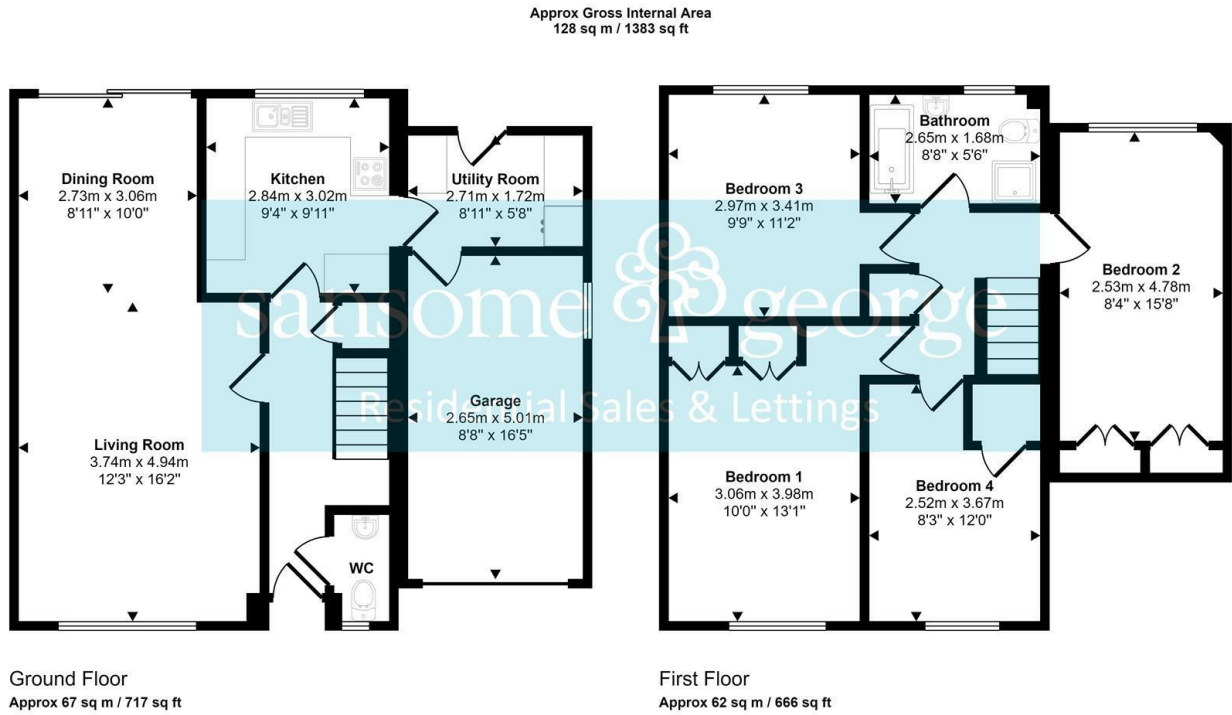 Approx Gross Internal Area
128 sq m / 1383 sq ft
Dining Room
2.73m x 3.06m
8'11" x 10'0"
Kitchen
2.84m x 3.02m
9'4" x 9'11"
Utility Room
2.71m x 1.72m
8'11" x 5'8"
Living Room
3.74m x 4.94m
12'3" x 16'2"
Garage
2.65m x 5.01m
8'8" x 16'5"
WC
Bedroom 3
2.97m x 3.41m
9'9" x 11'2"
Bathroom
2.65m x 1.68m
8'8" x 5'6"
Bedroom 2
2.53m x 4.78m
8'4" x 15'8"
Bedroom 1
3.06m x 3.98m
10'0" x 13'1"
Bedroom 4
2.52m x 3.67m
8'3" x 12'0"
sansome george
Residential Sales & Lettings
Ground Floor
Approx 67 sq m / 717 sq ft
First Floor
Approx 62 sq m / 666 sq ft